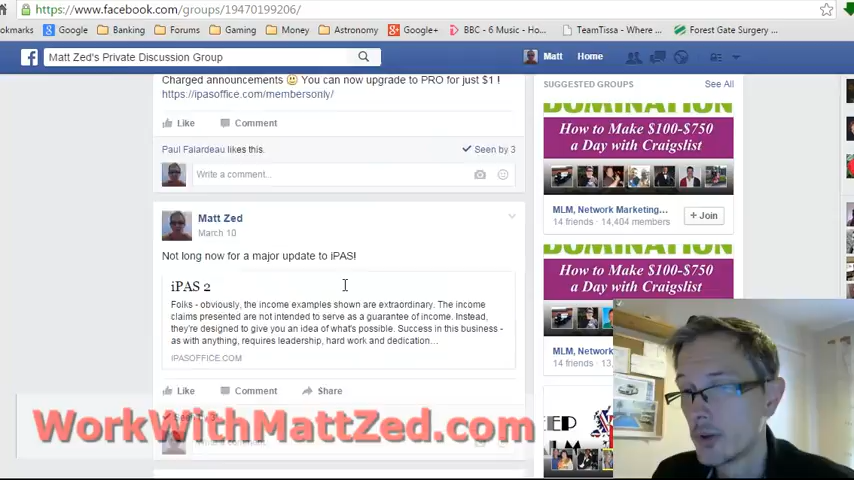 https://www.facebook.com/groups/19470199206/
okmarks Google Banking Forums Gaming Money Astronomy Google+ BBC - 6 Music - Ho... TeamTissa - Where ... Forest Gate Surgery ...
Matt Zed's Private Discussion Group
Matt Home
Charged announcements You can now upgrade to PRO for just $1 !
https://ipasoffice.com/membersonly/
Like Comment
Paul Falardeau likes this.
Seen by 3
Write a comment...
Matt Zed
March 10
Not long now for a major update to iPAS!
iPAS 2
Folks - obviously, the income examples shown are extraordinary. The income
claims presented are not intended to serve as a guarantee of income. Instead,
they're designed to give you an idea of what's possible. Success in this business -
as with anything, requires leadership, hard work and dedication...
IPASOFFICE.COM
Like Comment Share
WorkWithMattZed.com
SUGGESTED GROUPS See All
DOMINATION
How to Make $100-$750
a Day with Craigslist
MLM, Network Marketing...
14 friends · 14,404 members
+ Join
DOMINATION
How to Make $100-$750
a Day with Craigslist